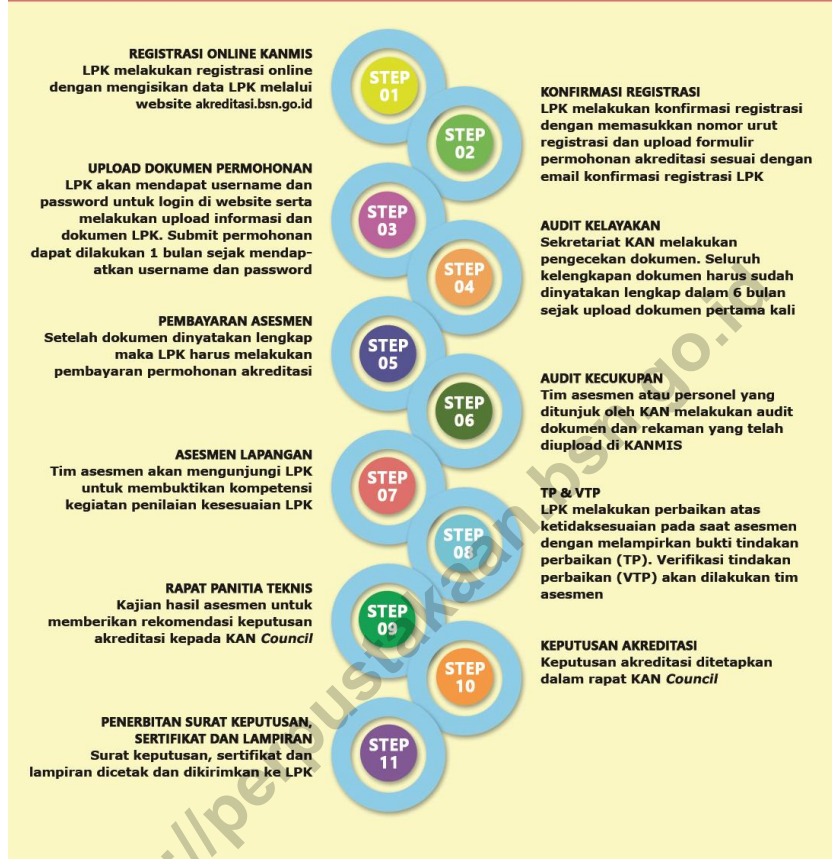 REGISTRASI ONLINE KANMIS
LPK melakukan registrasi online
dengan mengisikan data LPK melalui
website akreditasi.bsn.go.id
STEP
01
KONFIRMASI REGISTRASI
LPK melakukan konfirmasi registrasi
dengan memasukkan nomor urut
registrasi dan upload formulir
permohonan akreditasi sesuai dengan
email konfirmasi registrasi LPK
STEP
02
UPLOAD DOKUMEN PERMOHONAN
LPK akan mendapat username dan
password untuk login di website serta
melakukan upload informasi dan
dokumen LPK. Submit permohonan
dapat dilakukan 1 bulan sejak mendap-
atkan username dan password
STEP
03
AUDIT KELAYAKAN
Sekretariat KAN melakukan
pengecekan dokumen. Seluruh
kelengkapan dokumen harus sudah
dinyatakan lengkap dalam 6 bulan
sejak upload dokumen pertama kali
STEP
04
PEMBAYARAN ASESMEN
Setelah dokumen dinyatakan lengkap
maka LPK harus melakukan
pembayaran permohonan akreditasi
STEP
05
AUDIT KECUKUPAN
Tim asesmen atau personel yang
ditunjuk oleh KAN melakukan audit
dokumen dan rekaman yang telah
diupload di KANMIS
STEP
06
ASESMEN LAPANGAN
Tim asesmen akan mengunjungi LPK
untuk membuktikan kompetensi
kegiatan penilaian kesesuaian LPK
STEP
07
TP & VTP
LPK melakukan perbaikan atas
ketidaksesuaian pada saat asesmen
dengan melampirkan bukti tindakan
perbaikan (TP). Verifikasi tindakan
perbaikan (VTP) akan dilakukan tim
asesmen
STEP
08
RAPAT PANITIA TEKNIS
Kajian hasil asesmen untuk
memberikan rekomendasi keputusan
akreditasi kepada KAN Council
STEP
09
KEPUTUSAN AKREDITASI
Keputusan akreditasi ditetapkan
dalam rapat KAN Council
STEP
10
PENERBITAN SURAT KEPUTUSAN,
SERTIFIKAT DAN LAMPIRAN
Surat keputusan, sertifikat dan
lampiran dicetak dan dikirimkan ke LPK
STEP
11
//perpustakaan.bsn.go.id